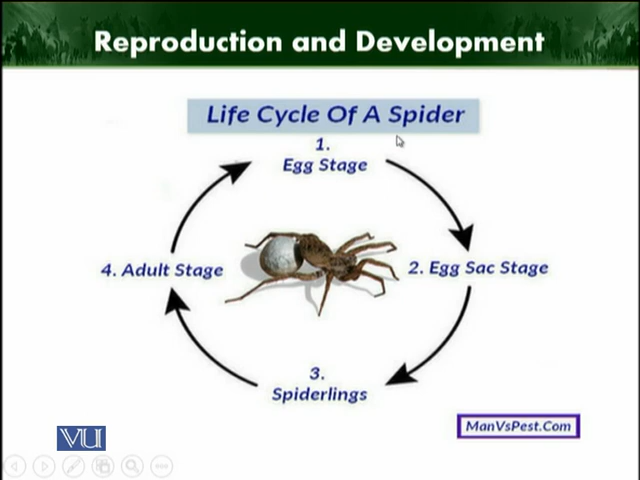 Reproduction and Development
Life Cycle Of A Spider
1.
Egg Stage
4. Adult Stage
2. Egg Sac Stage
3.
Spiderlings
ManVsPest.Com
VU